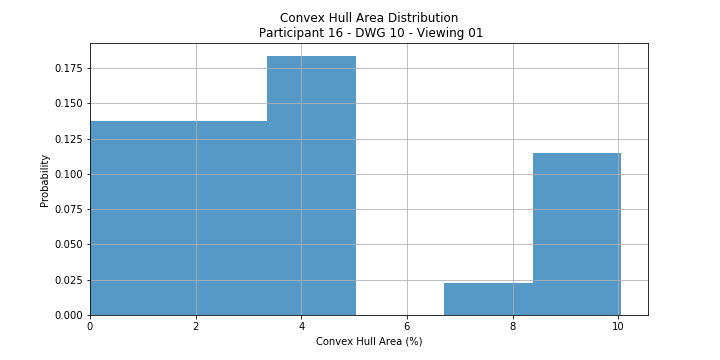 Convex Hull Area Distribution
Participant 16 - DWG 10 - Viewing 01
0.175
0.150
0.125
0.100
0.075
0.050
0.025
0.000
Probability
0 2 4 6 8 10
Convex Hull Area (%)